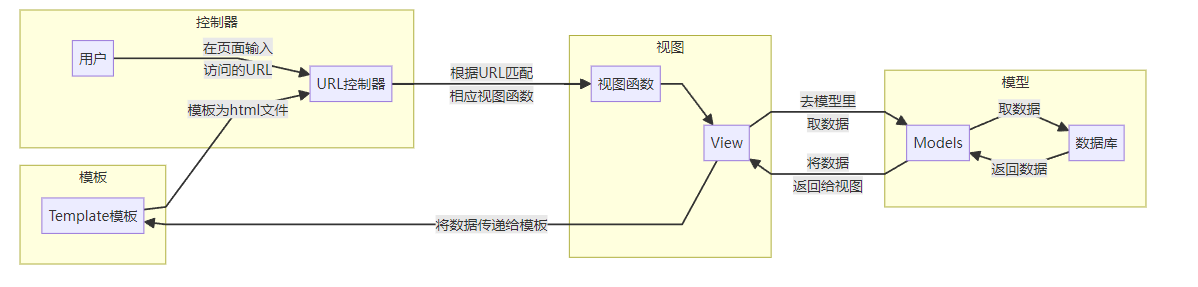 控制器
用户
在页面输入
访问的URL
URL控制器
模板为html文件
根据URL匹配
相应视图函数
视图
视图函数
View
去模型里
取数据
将数据
返回给视图
模型
Models
取数据
返回数据
数据库
模板
Template模板
将数据传递给模板